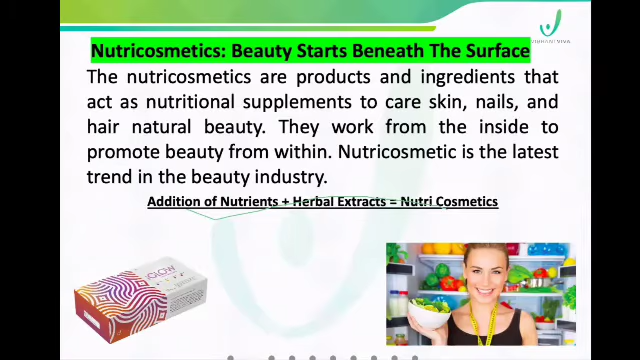 Nutricosmetics: Beauty Starts Beneath The Surface
The nutricosmetics are products and ingredients that
act as nutritional supplements to care skin, nails, and
hair natural beauty. They work from the inside to
promote beauty from within. Nutricosmetic is the latest
trend in the beauty industry.
Addition of Nutrients + Herbal Extracts = Nutri Cosmetics
GLOW